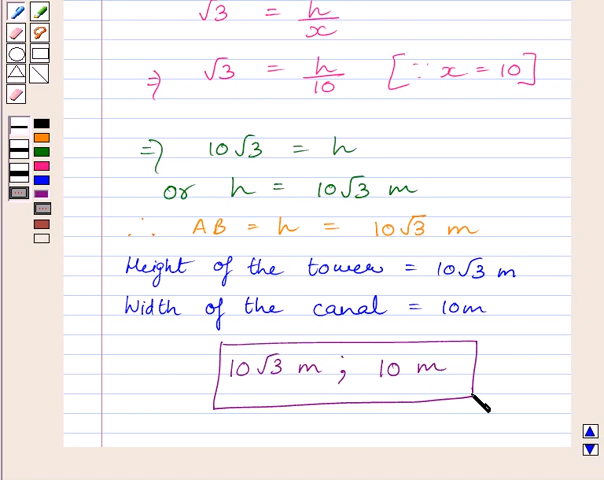 √3 = h/x
⇒ √3 = h/10 [∵ x = 10]
⇒ 10√3 = h
or h = 10√3 m
∴ AB = h = 10√3 m
Height of the tower = 10√3 m
Width of the canal = 10m
10√3 m ; 10 m